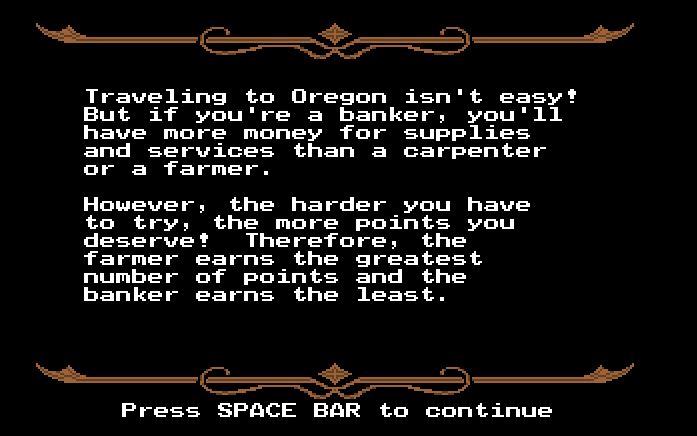 Traveling to Oregon isn't easy!
But if you're a banker, you'll
have more money for supplies
and services than a carpenter
or a farmer.
However, the harder you have
to try, the more points you
deserve!  Therefore, the
farmer earns the greatest
number of points and the
banker earns the least.
Press SPACE BAR to continue